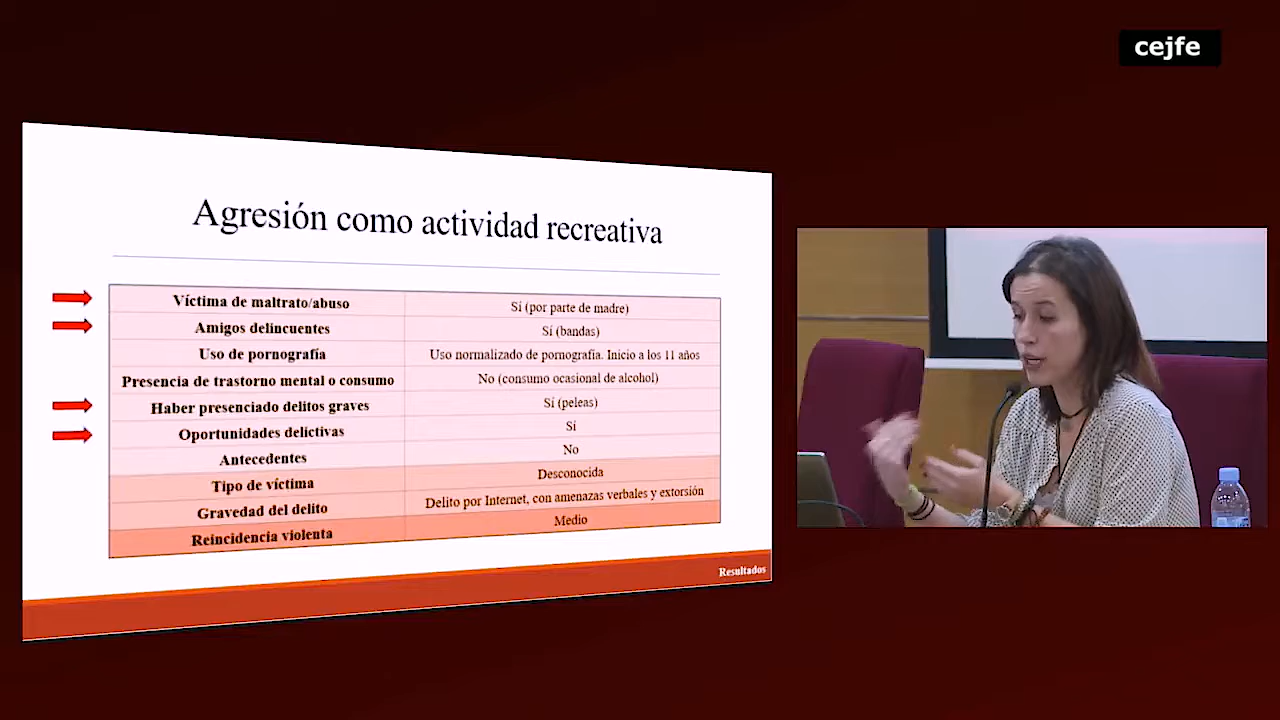 cejfe
Agresión como actividad recreativa
Víctima de maltrato/abuso Sí (por parte de madre)
Amigos delincuentes Sí (bandas)
Uso de pornografía Uso normalizado de pornografía. Inicio a los 11 años
Presencia de trastorno mental o consumo No (consumo ocasional de alcohol)
Haber presenciado delitos graves Sí (peleas)
Oportunidades delictivas Sí
Antecedentes No
Tipo de víctima Desconocida
Gravedad del delito Delito por Internet, con amenazas verbales y extorsión
Reincidencia violenta Medio
Resultados